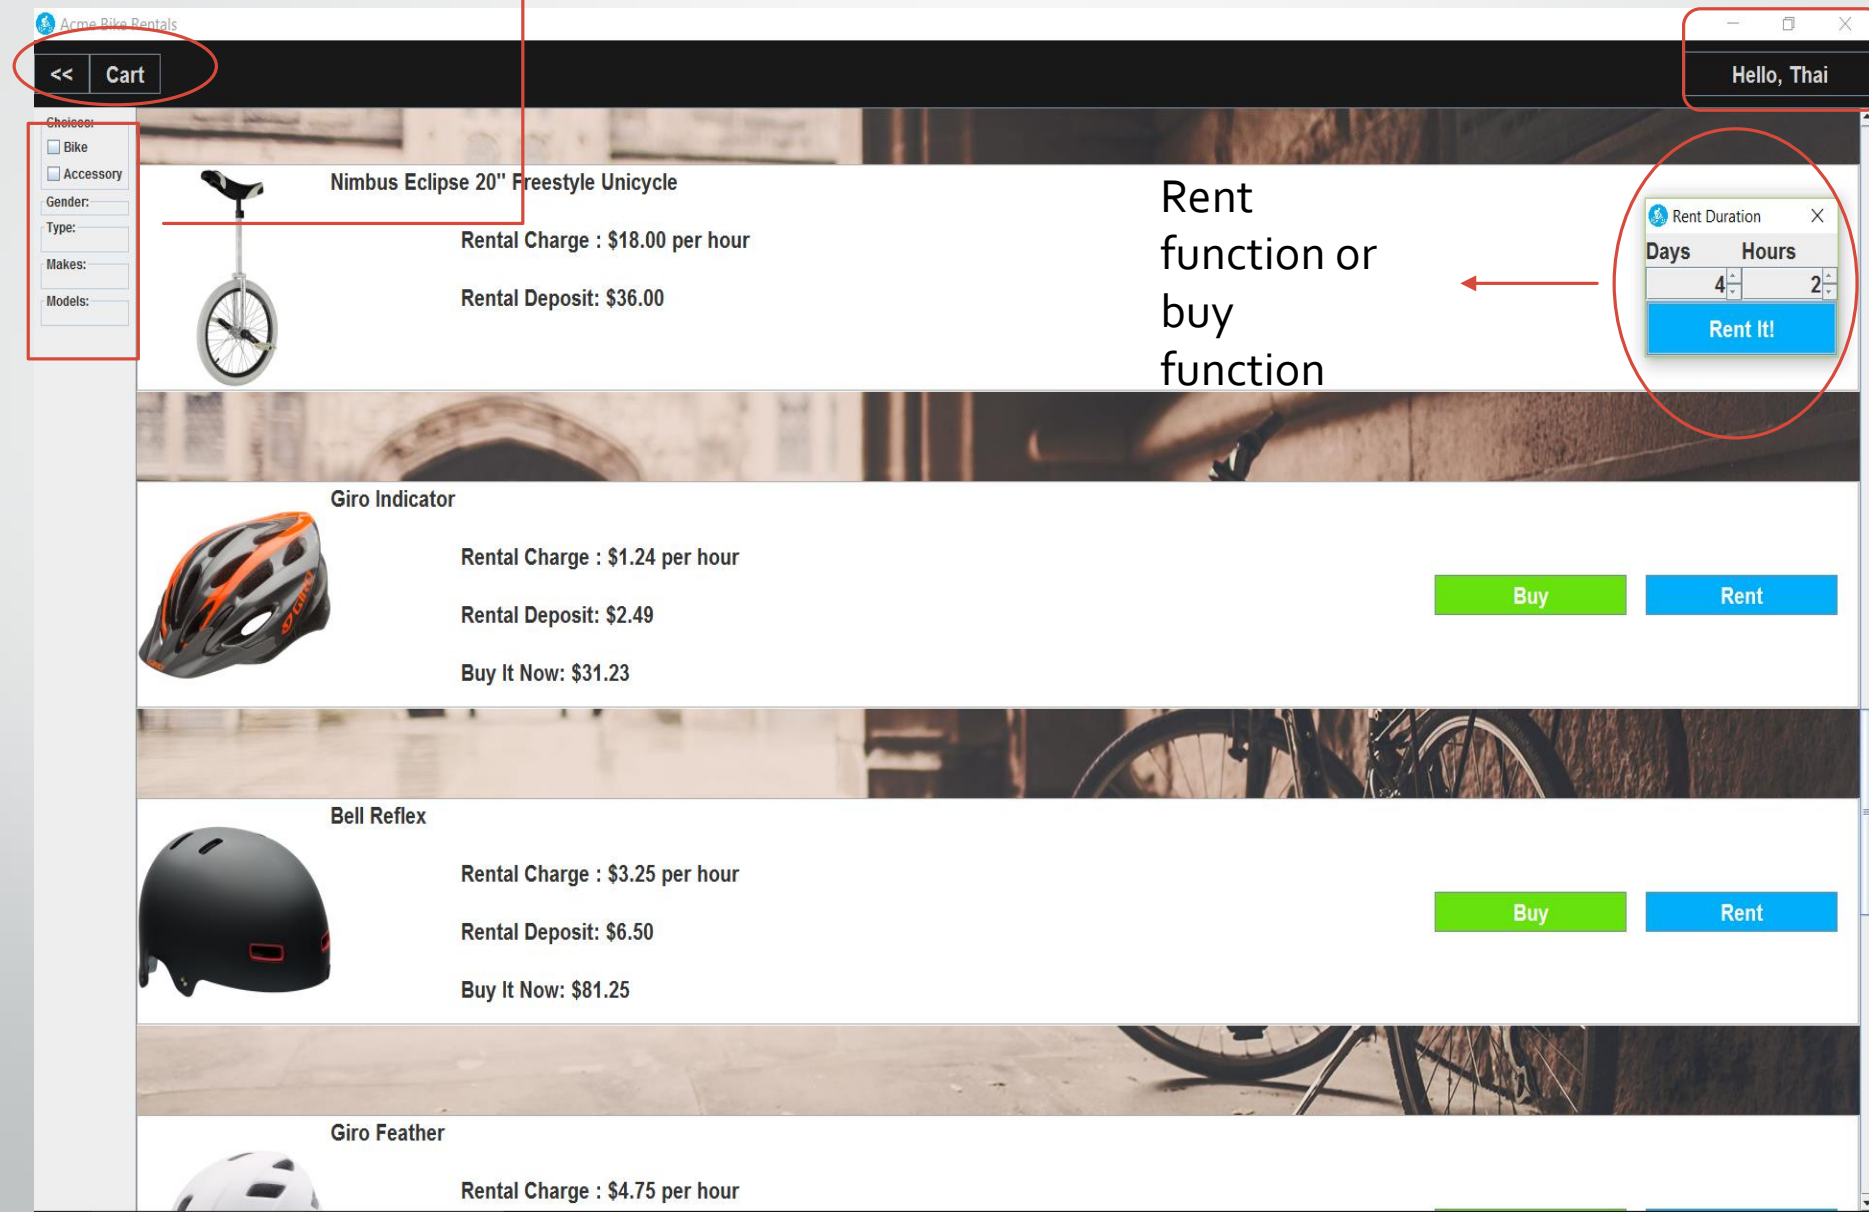 Acme Bike Rentals
<< Cart
Hello, Thai
Choices:
Bike
Accessory
Gender:
Type:
Makes:
Models:
Nimbus Eclipse 20" Freestyle Unicycle
Rental Charge : $18.00 per hour
Rental Deposit: $36.00
Rent
function or
buy
function
Rent Duration
Days Hours
4 2
Rent It!
Giro Indicator
Rental Charge : $1.24 per hour
Rental Deposit: $2.49
Buy It Now: $31.23
Buy Rent
GIRO
Bell Reflex
Rental Charge : $3.25 per hour
Rental Deposit: $6.50
Buy It Now: $81.25
Buy Rent
Giro Feather
Rental Charge : $4.75 per hour